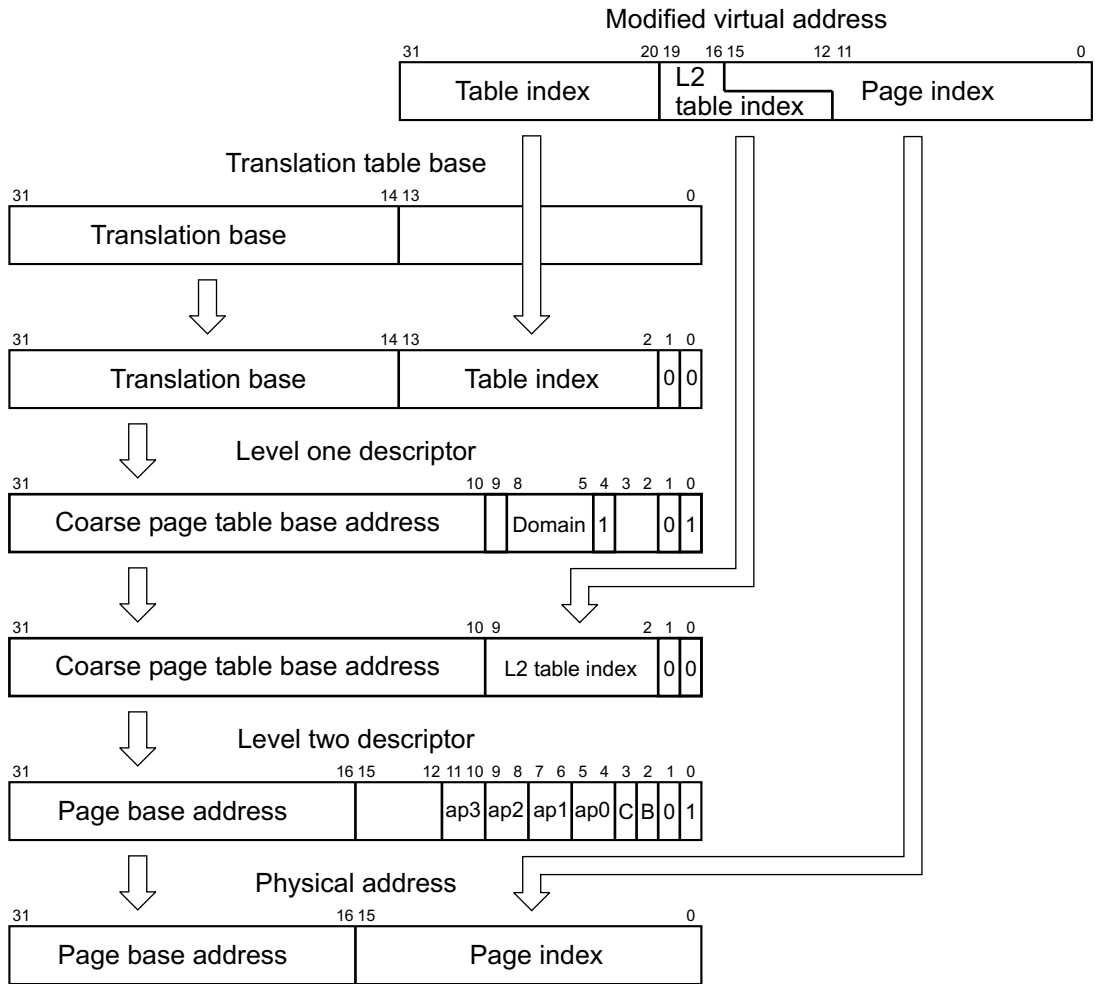 Modified virtual address
31 20 19 16 15 12 11 0
Table index L2 table index Page index
Translation table base
31 14 13 0
Translation base
31 14 13 2 1 0
Translation base Table index 0 0
Level one descriptor
31 10 9 8 5 4 3 2 1 0
Coarse page table base address Domain 1 0 1
31 10 9 2 1 0
Coarse page table base address L2 table index 0 0
Level two descriptor
31 16 15 12 11 10 9 8 7 6 5 4 3 2 1 0
Page base address ap3 ap2 ap1 ap0 C B 0 1
Physical address
31 16 15 0
Page base address Page index